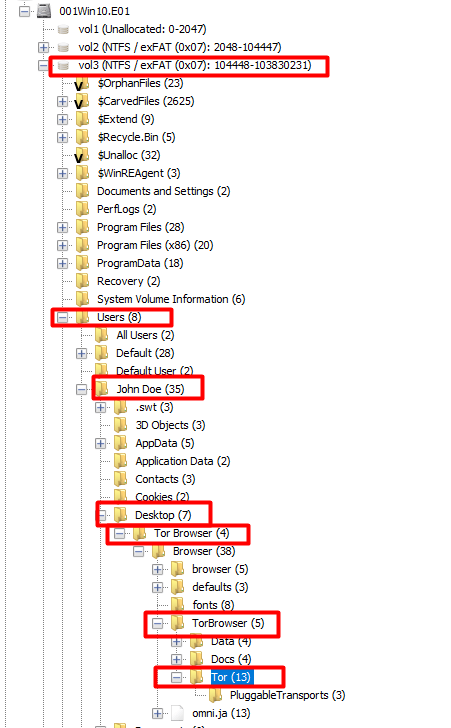 001Win10.E01
vol1 (Unallocated: 0-2047)
vol2 (NTFS / exFAT (0x07): 2048-104447)
vol3 (NTFS / exFAT (0x07): 104448-103830231)
$OrphanFiles (23)
$CarvedFiles (2625)
$Extend (9)
$Recycle.Bin (5)
$Unalloc (32)
$WinREAgent (3)
Documents and Settings (2)
PerfLogs (2)
Program Files (28)
Program Files (x86) (20)
ProgramData (18)
Recovery (2)
System Volume Information (6)
Users (8)
All Users (2)
Default (28)
Default User (2)
John Doe (35)
.swt (3)
3D Objects (3)
AppData (5)
Application Data (2)
Contacts (3)
Cookies (2)
Desktop (7)
Tor Browser (4)
Browser (38)
browser (5)
defaults (3)
fonts (8)
TorBrowser (5)
Data (4)
Docs (4)
Tor (13)
PluggableTransports (3)
omni.ja (13)